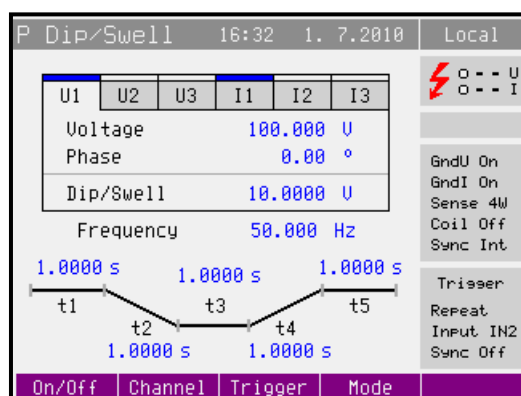 P Dip/Swell 16:32 1. 7.2010 Local
U1 U2 U3 I1 I2 I3
Voltage 100.000 V
Phase 0.00 °
Dip/Swell 10.0000 V
Frequency 50.000 Hz
1.0000 s 1.0000 s 1.0000 s
t1 t3 t5
t2 t4
1.0000 s 1.0000 s
On/Off Channel Trigger Mode
O - - U
O - - I
GndU On
GndI On
Sense 4W
Coil Off
Sync Int
Trigger
Repeat
Input IN2
Sync Off